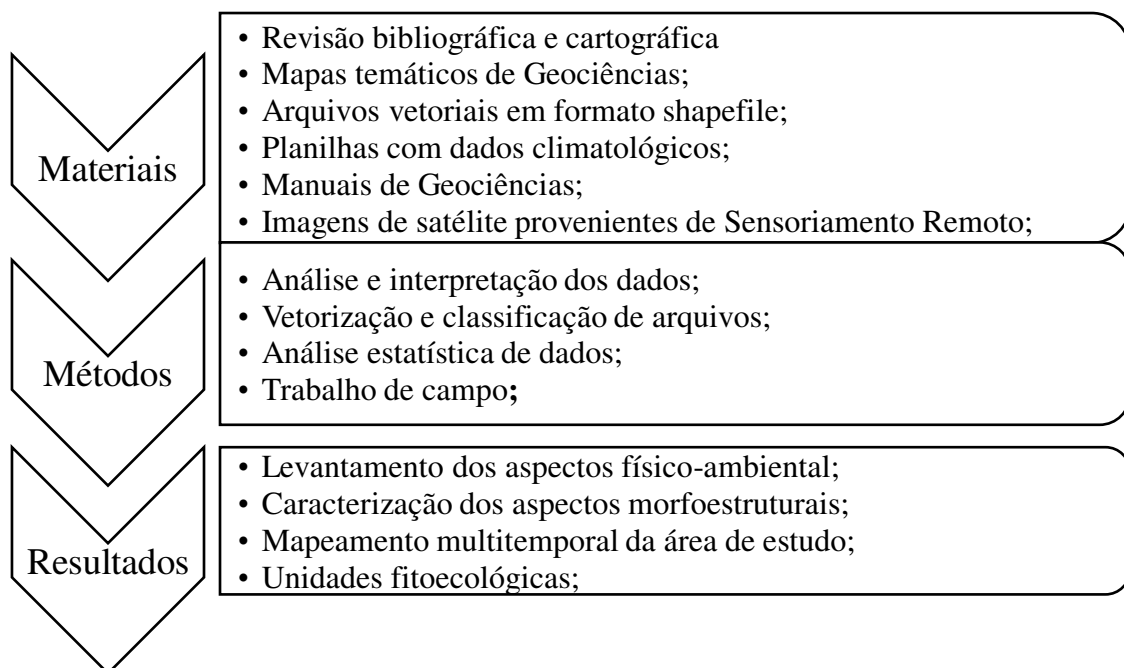 Materiais
• Revisão bibliográfica e cartográfica
• Mapas temáticos de Geociências;
• Arquivos vetoriais em formato shapefile;
• Planilhas com dados climatológicos;
• Manuais de Geociências;
• Imagens de satélite provenientes de Sensoriamento Remoto;
Métodos
• Análise e interpretação dos dados;
• Vetorização e classificação de arquivos;
• Análise estatística de dados;
• Trabalho de campo;
Resultados
• Levantamento dos aspectos físico-ambiental;
• Caracterização dos aspectos morfoestruturais;
• Mapeamento multitemporal da área de estudo;
• Unidades fitoecológicas;